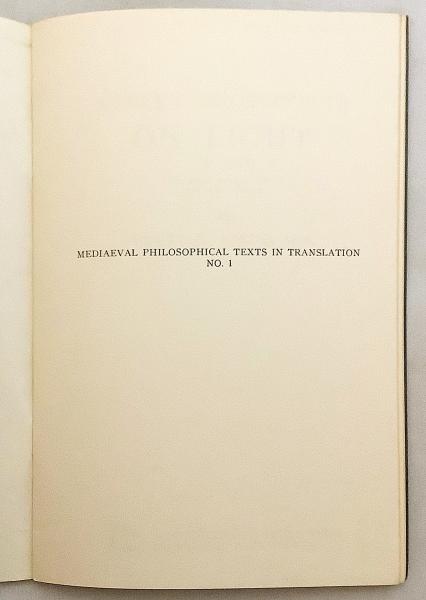 MEDIAEVAL PHILOSOPHICAL TEXTS IN TRANSLATION
NO. 1